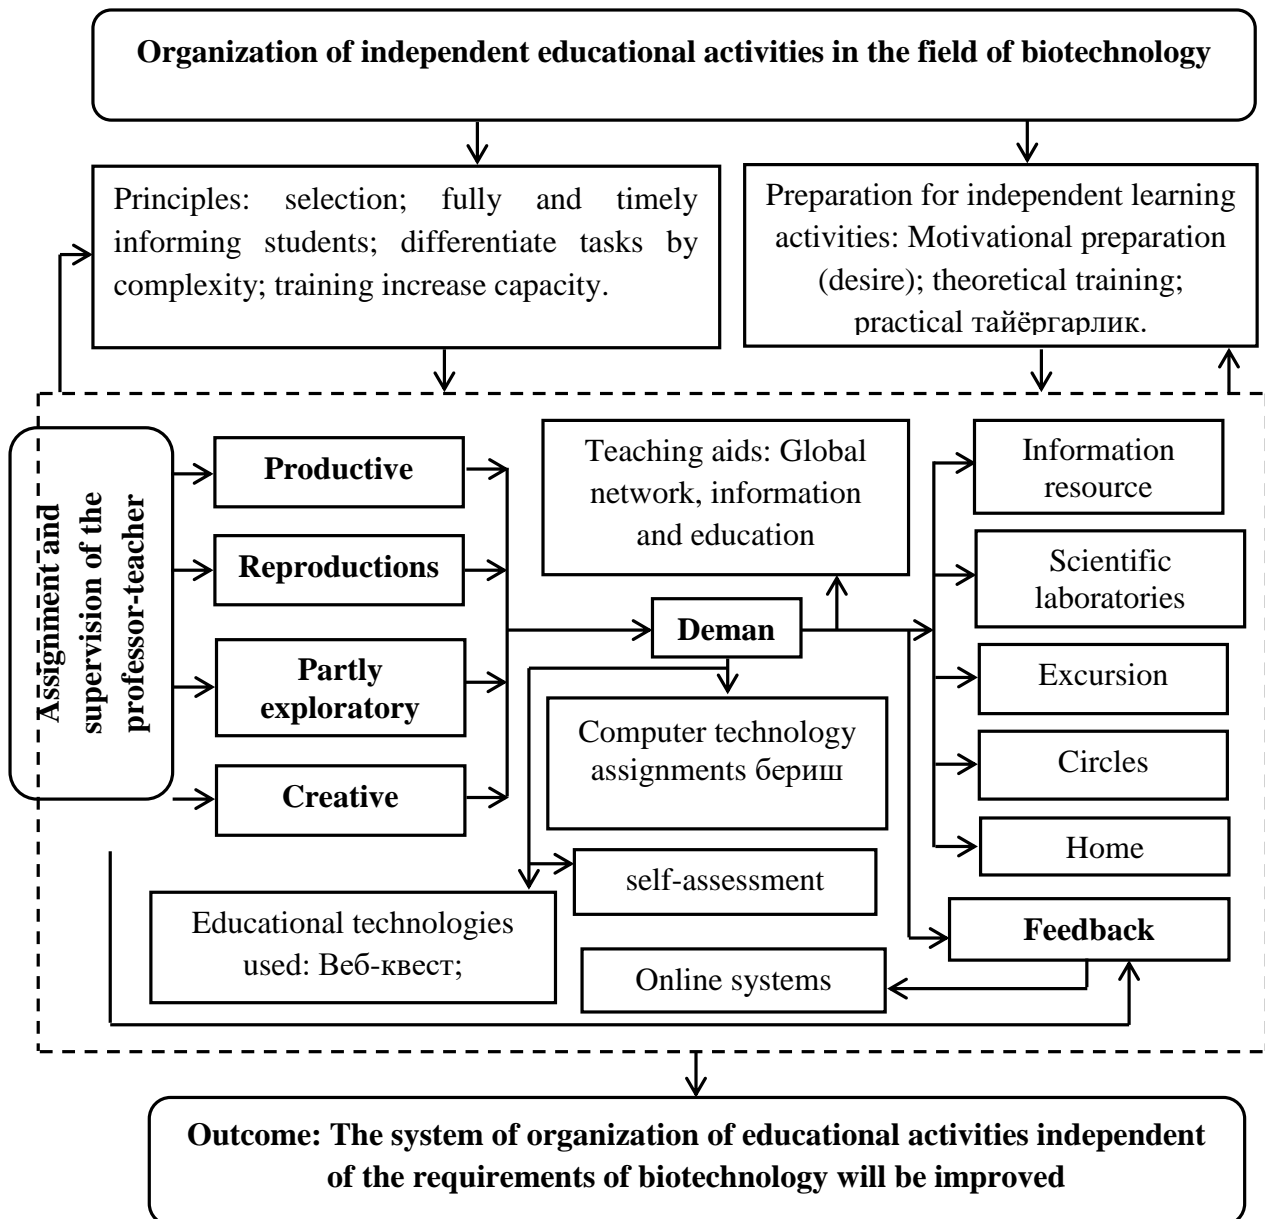 Organization of independent educational activities in the field of biotechnology
Principles: selection; fully and timely
informing students; differentiate tasks by
complexity; training increase capacity.
Preparation for independent learning
activities: Motivational preparation
(desire); theoretical training;
practical тайёргарлик.
Assignment and
supervision of the
professor-teacher
Productive
Reproductions
Partly
exploratory
Creative
Teaching aids: Global
network, information
and education
Deman
Computer technology
assignments бериш
self-assessment
Educational technologies
used: Веб-квест;
Online systems
Information
resource
Scientific
laboratories
Excursion
Circles
Home
Feedback
Outcome: The system of organization of educational activities independent
of the requirements of biotechnology will be improved